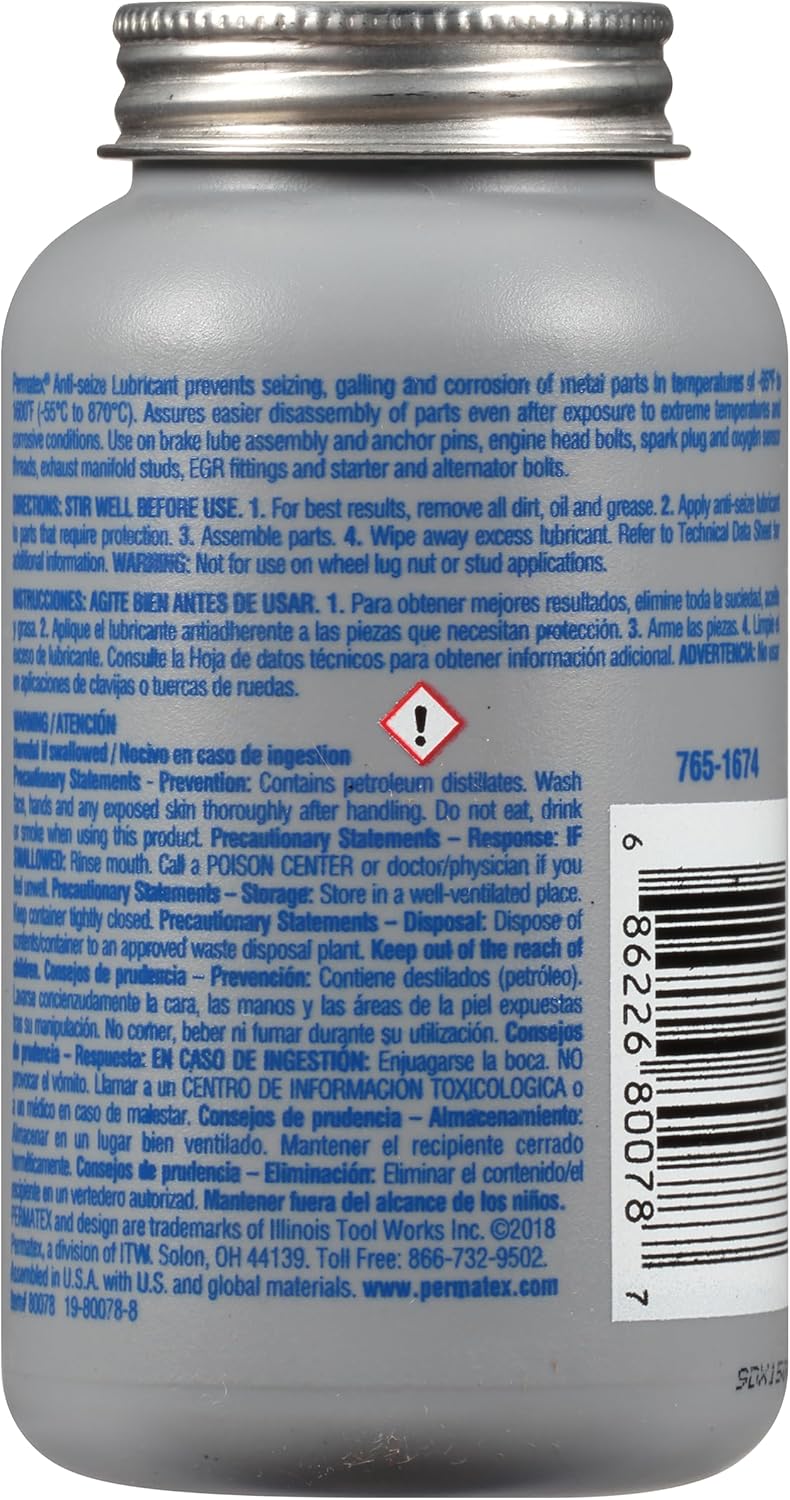 Permatex® Anti-seize Lubricant prevents seizing, galling and corrosion of metal parts in temperatures of -65°F to
1600°F (-55°C to 870°C). Assures easier disassembly of parts even after exposure to extreme temperatures and
corrosive conditions. Use on brake lube assembly and anchor pins, engine head bolts, spark plug and oxygen sensor
threads, exhaust manifold studs, EGR fittings and starter and alternator bolts.
DIRECTIONS: STIR WELL BEFORE USE. 1. For best results, remove all dirt, oil and grease. 2. Apply anti-seize lubricant
to parts that require protection. 3. Assemble parts. 4. Wipe away excess lubricant. Refer to Technical Data Sheet for
additional information. WARNING: Not for use on wheel lug nut or stud applications.
INSTRUCCIONES: AGITE BIEN ANTES DE USAR. 1. Para obtener mejores resultados, elimine toda la suciedad, aceite
y grasa. 2. Aplique el lubricante antiadherente a las piezas que necesitan protección. 3. Arme las piezas. 4. Limpie el
exceso de lubricante. Consulte la Hoja de datos técnicos para obtener información adicional. ADVERTENCIA: No usar
en aplicaciones de clavijas o tuercas de ruedas.
WARNING / ATENCIÓN
Harmful if swallowed / Nocivo en caso de ingestion
Precautionary Statements - Prevention: Contains petroleum distillates. Wash
face, hands and any exposed skin thoroughly after handling. Do not eat, drink
or smoke when using this product. Precautionary Statements – Response: IF
SWALLOWED: Rinse mouth. Call a POISON CENTER or doctor/physician if you
feel unwell. Precautionary Statements – Storage: Store in a well-ventilated place.
Keep container tightly closed. Precautionary Statements – Disposal: Dispose of
contents/container to an approved waste disposal plant. Keep out of the reach of
children. Consejos de prudencia – Prevención: Contiene destilados (petróleo).
Lavarse concienzudamente la cara, las manos y las áreas de la piel expuestas
tras su manipulación. No comer, beber ni fumar durante su utilización. Consejos
de prudencia - Respuesta: EN CASO DE INGESTIÓN: Enjuagarse la boca. NO
provocar el vómito. Llamar a un CENTRO DE INFORMACION TOXICOLOGICA o
a un médico en caso de malestar. Consejos de prudencia – Almacenamiento:
Almacenar en un lugar bien ventilado. Mantener el recipiente cerrado
herméticamente. Consejos de prudencia – Eliminación: Eliminar el contenido/el
recipiente en un vertedero autorizad. Mantener fuera del alcance de los niños.
PERMATEX and design are trademarks of Illinois Tool Works Inc. ©2018
Permatex, a division of ITW. Solon, OH 44139. Toll Free: 866-732-9502.
Assembled in U.S.A. with U.S. and global materials. www.permatex.com
Item# 80078 19-80078-8
765-1674
6 86226 80078 7